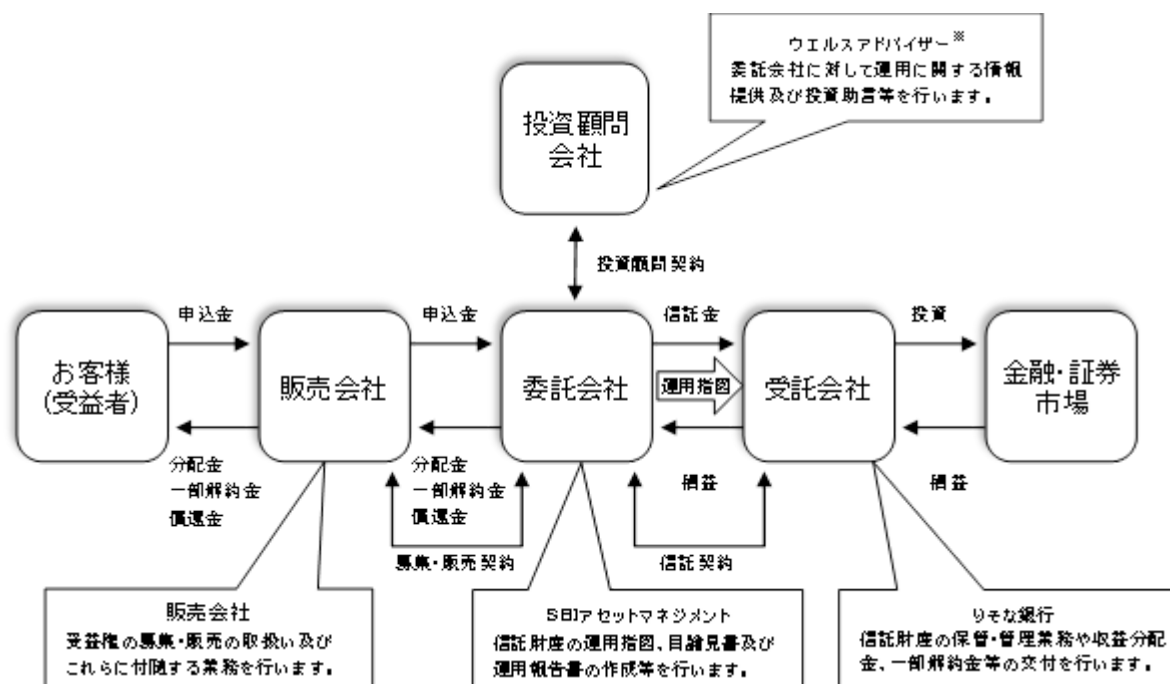 ウエルスアドバイザー※
委託会社に対して運用に関する情報
提供及び投資助言等を行います。
投資顧問
会社
投資顧問契約
申込金
申込金
信託金
投資
お客様
(受益者)
販売会社
委託会社
運用指図
受託会社
金融・証券
市場
分配金
一部解約金
償還金
分配金
一部解約金
償還金
損益
損益
募集・販売契約
信託契約
販売会社
受益権の募集・販売の取扱い及び
これらに付随する業務を行います。
SBIアセットマネジメント
信託財産の運用指図、目論見書及び
運用報告書の作成等を行います。
りそな銀行
信託財産の保管・管理業務や収益分配
金、一部解約金等の交付を行います。